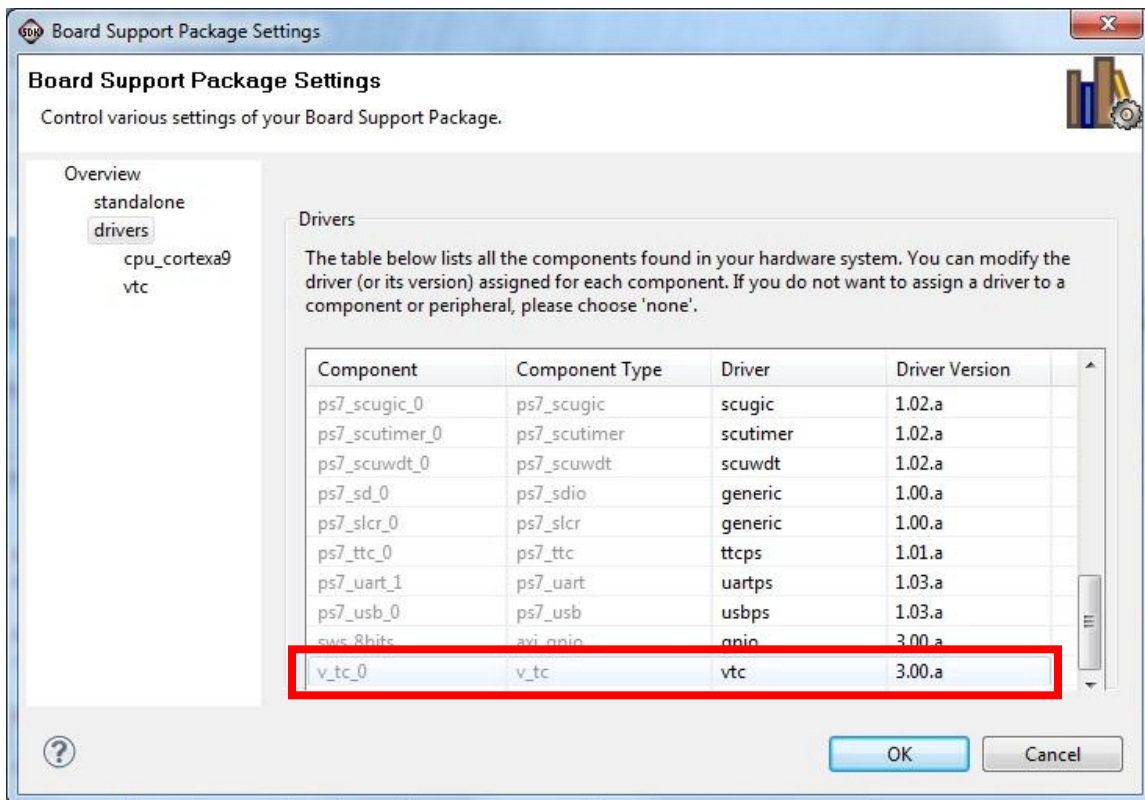 SDK Board Support Package Settings
Board Support Package Settings
Control various settings of your Board Support Package.
Overview
standalone
drivers
cpu_cortexa9
vtc
Drivers
The table below lists all the components found in your hardware system. You can modify the
driver (or its version) assigned for each component. If you do not want to assign a driver to a
component or peripheral, please choose 'none'.
Component Component Type Driver Driver Version
ps7_scugic_0 ps7_scugic scugic 1.02.a
ps7_scutimer_0 ps7_scutimer scutimer 1.02.a
ps7_scuwdt_0 ps7_scuwdt scuwdt 1.02.a
ps7_sd_0 ps7_sdio generic 1.00.a
ps7_slcr_0 ps7_slcr generic 1.00.a
ps7_ttc_0 ps7_ttc ttcps 1.01.a
ps7_uart_1 ps7_uart uartps 1.03.a
ps7_usb_0 ps7_usb usbps 1.03.a
sws_8bits axi_gpio gpio 3.00.a
v_tc_0 v_tc vtc 3.00.a
? OK Cancel